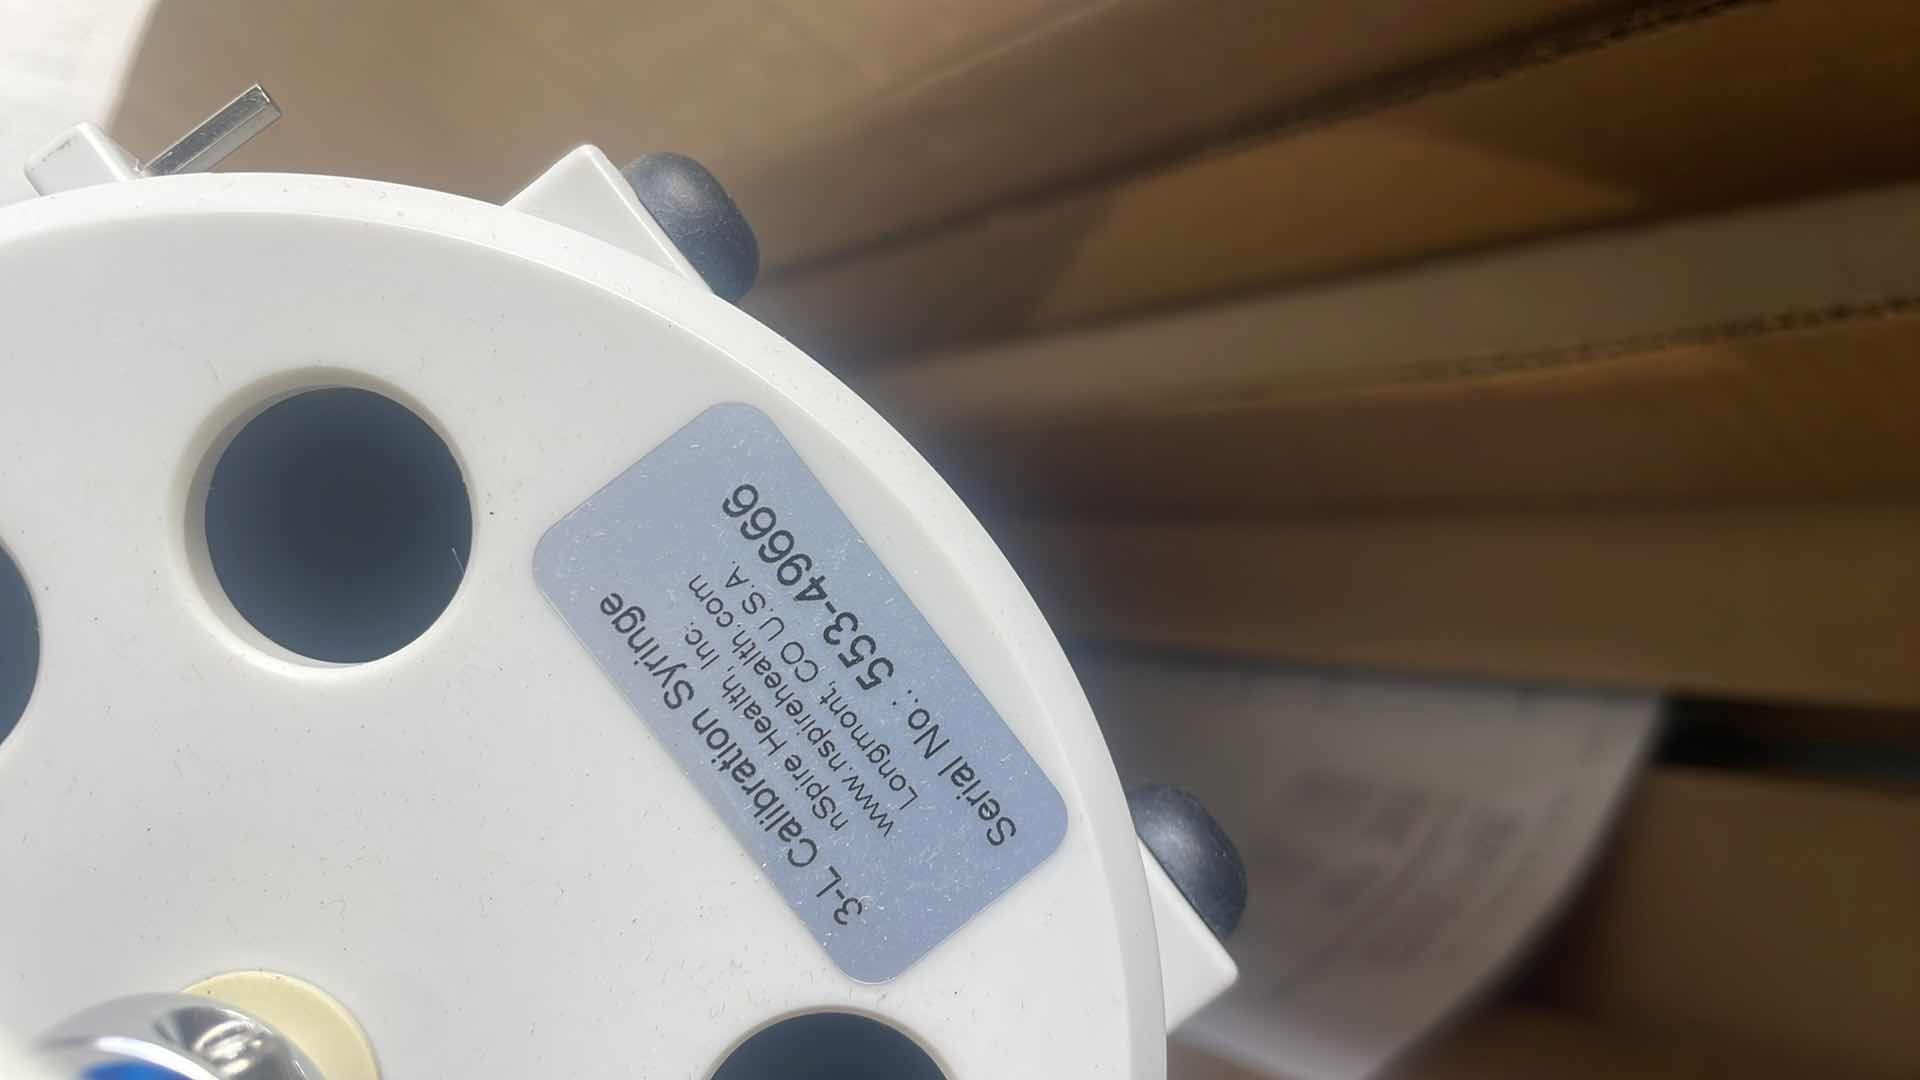 3-L Calibration Syringe
nSpire Health, Inc.
www.nspirehealth.com
Longmont, CO U.S.A.
Serial No.: 553-49666